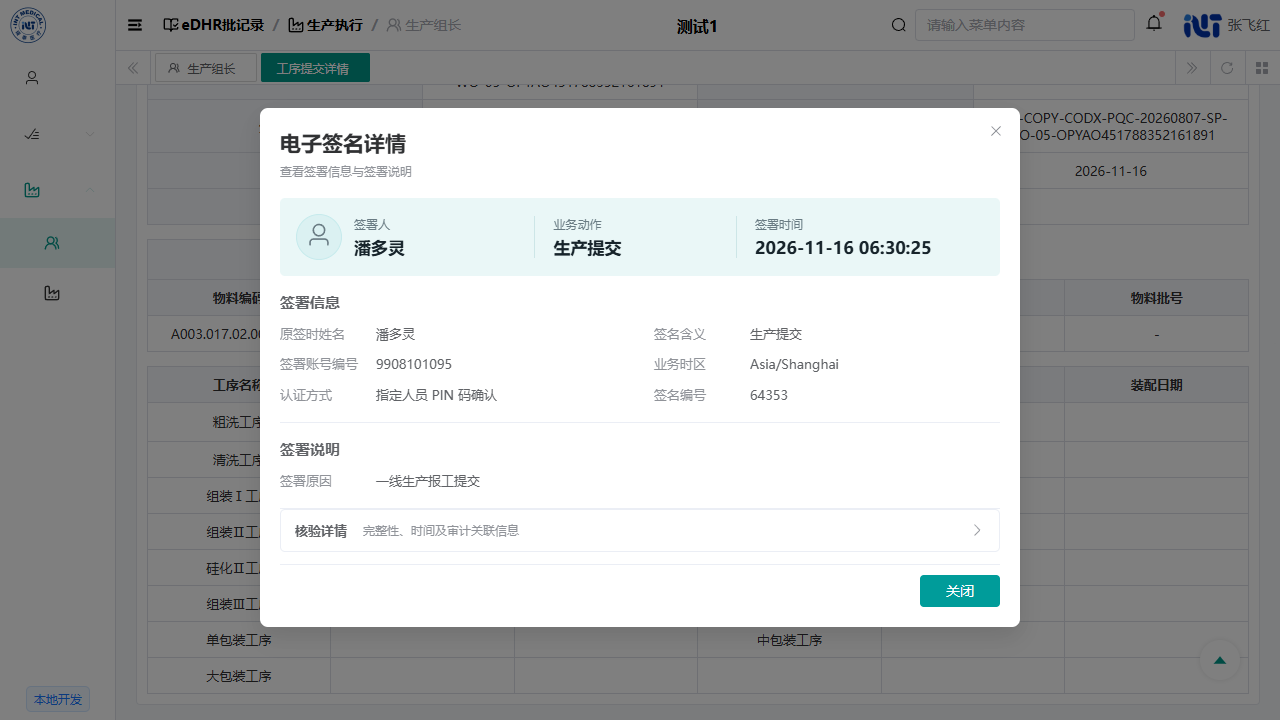 eDHR批记录 / 生产执行 / 生产组长
测试1
请输入菜单内容
张飞红
生产组长
工序提交详情
-COPY-CODX-PQC-20260807-SP-
O-05-OPYAO451788352161891
2026-11-16
电子签名详情
查看签署信息与签署说明
签署人
潘多灵
业务动作
生产提交
签署时间
2026-11-16 06:30:25
签署信息
原签时姓名 潘多灵 签名含义 生产提交
签署账号编号 9908101095 业务时区 Asia/Shanghai
认证方式 指定人员 PIN 码确认 签名编号 64353
签署说明
签署原因 一线生产报工提交
核验详情 完整性、时间及审计关联信息
关闭
物料编码 物料批号
A003.017.02.0 -
工序名称 装配日期
粗洗工序
清洗工序
组装Ⅰ工
组装Ⅱ工
硅化Ⅱ工
组装Ⅲ工
单包装工序 中包装工序
大包装工序
本地开发